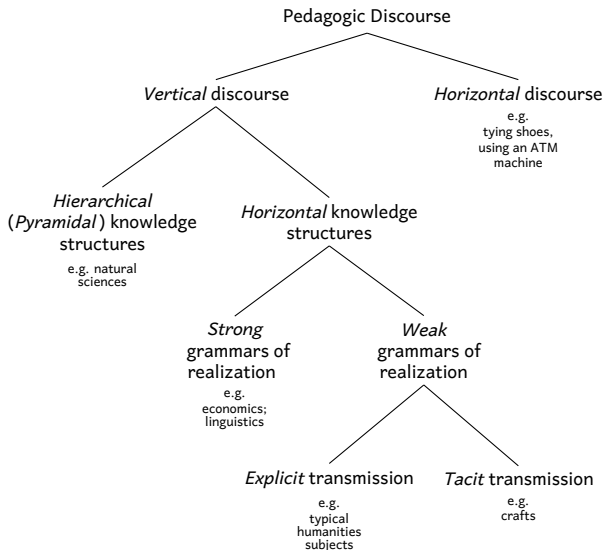 Pedagogic Discourse
Vertical discourse
Horizontal discourse
e.g.
tying shoes,
using an ATM
machine
Hierarchical
(Pyramidal) knowledge
structures
e.g. natural
sciences
Horizontal knowledge
structures
Strong
grammars of
realization
e.g.
economics;
linguistics
Weak
grammars of
realization
Explicit transmission
e.g.
typical
humanities
subjects
Tacit transmission
e.g.
crafts